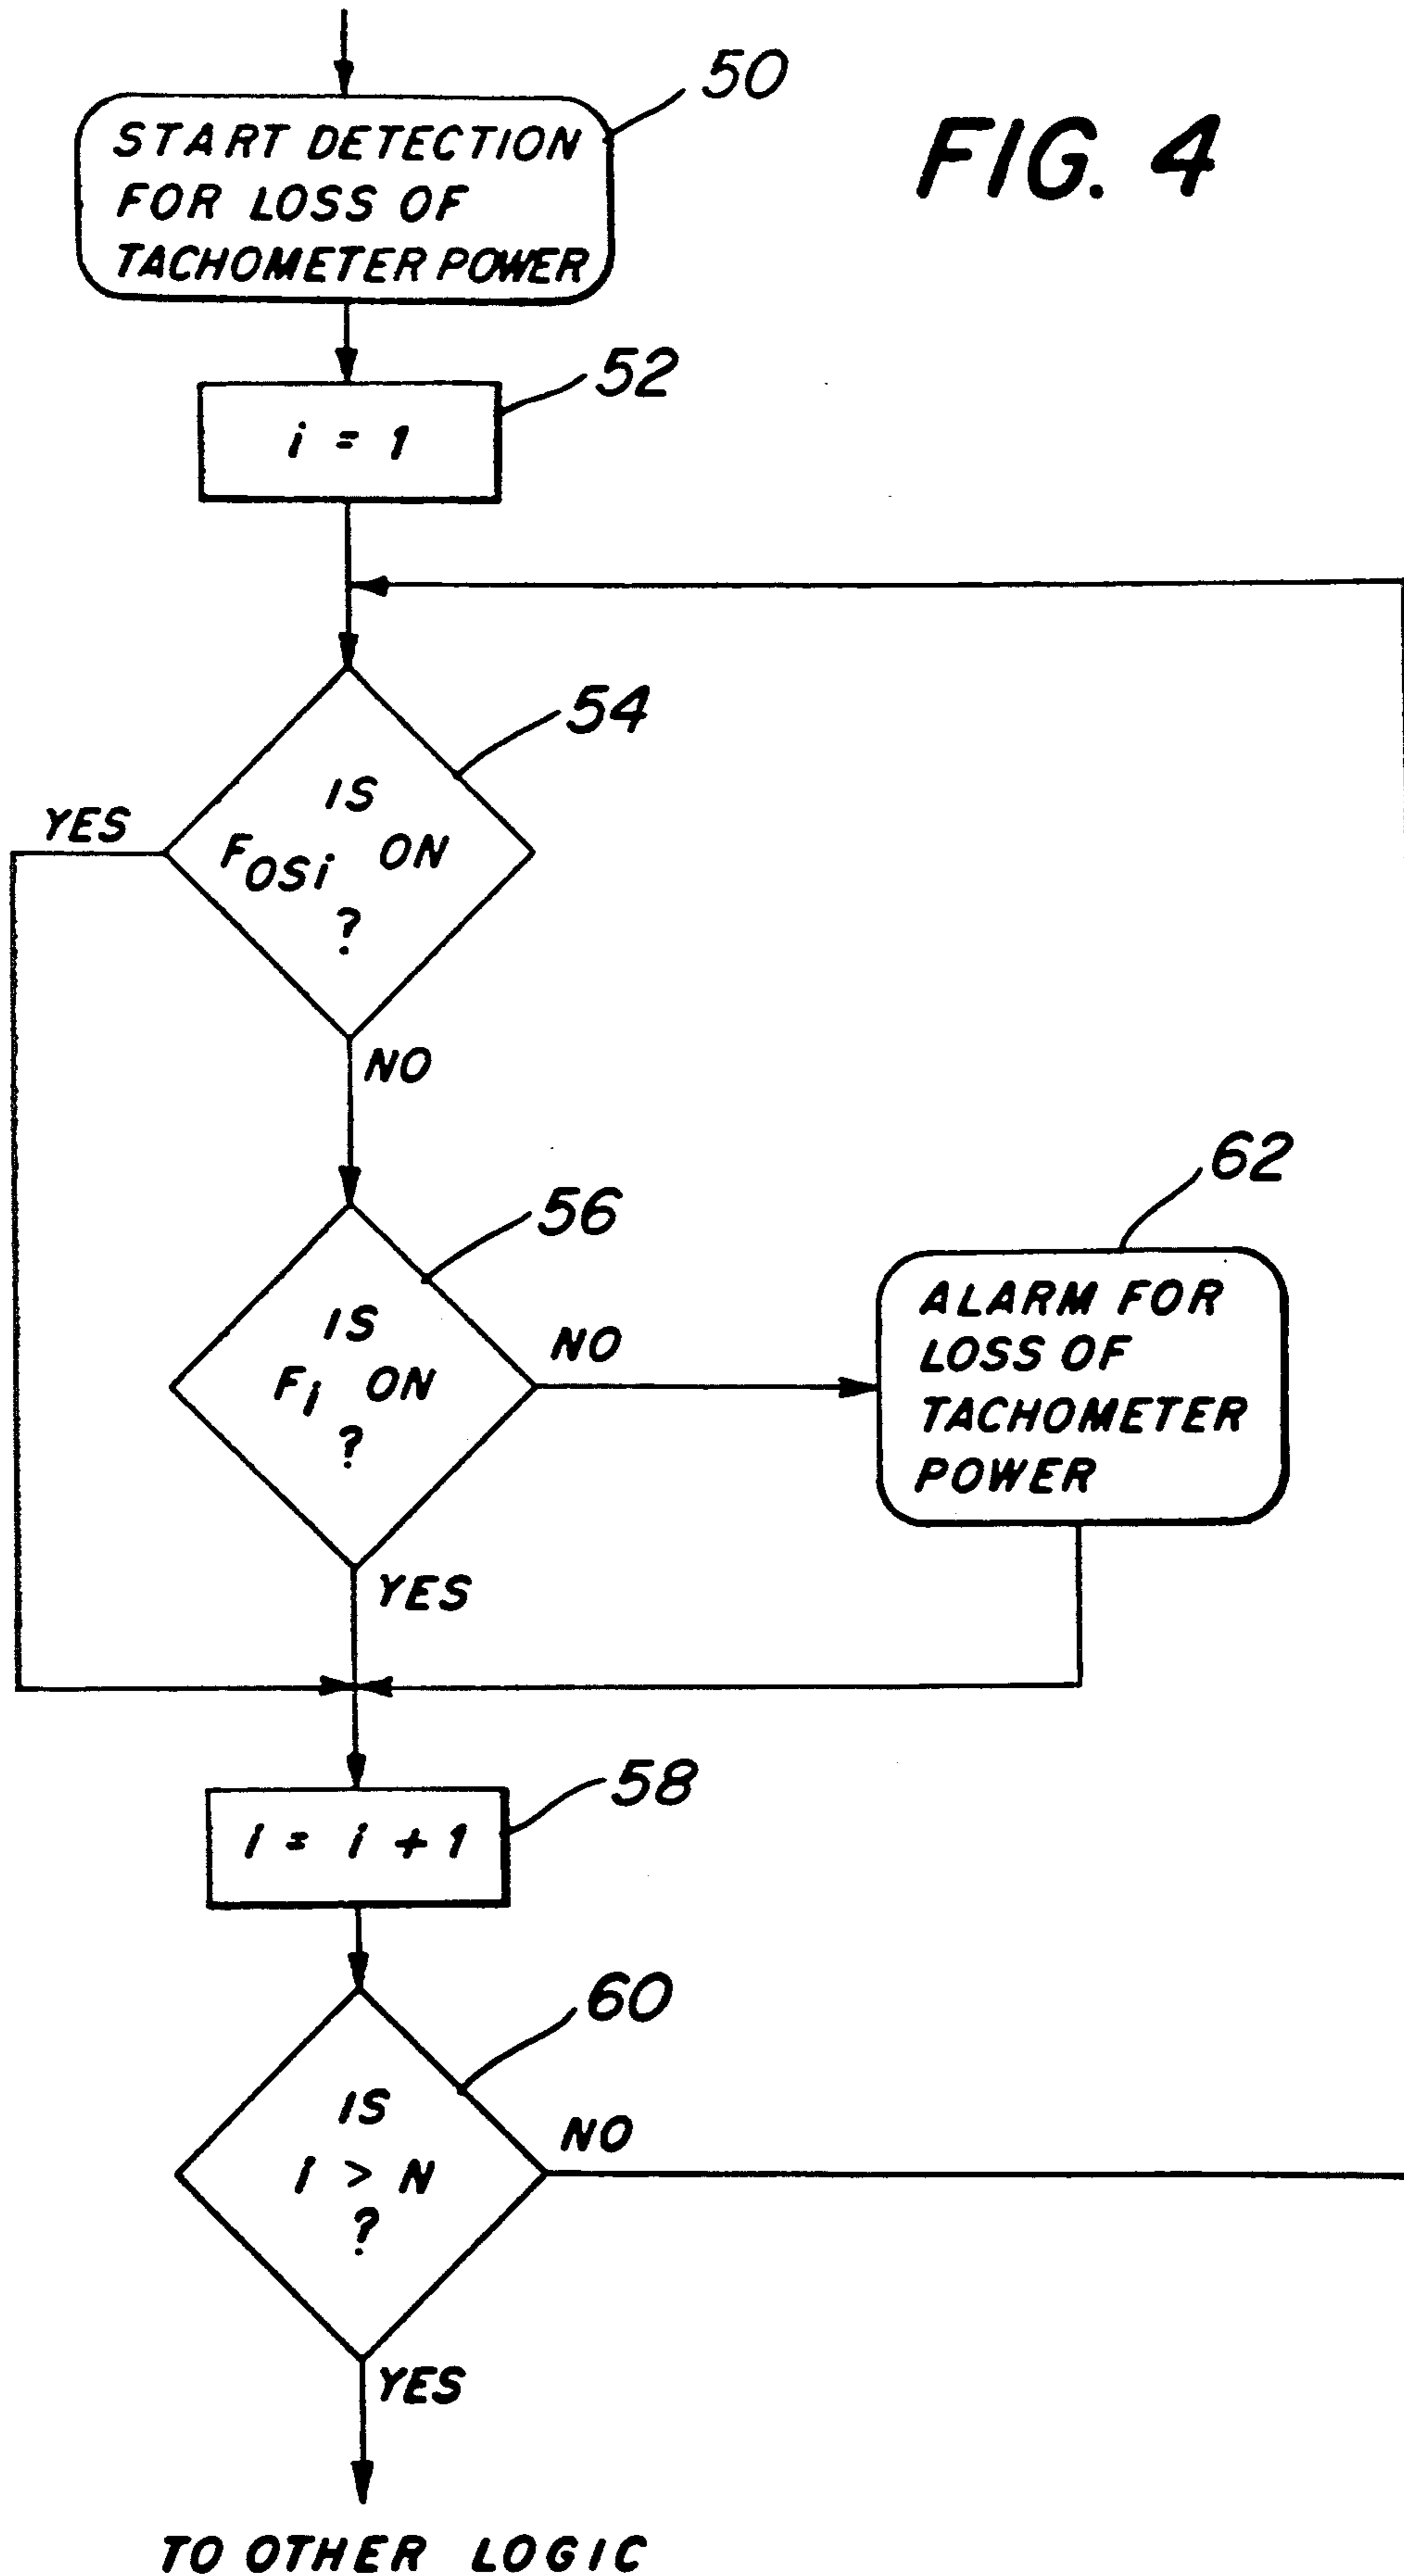 50
FIG. 4
START DETECTION
FOR LOSS OF
TACHOMETER POWER
52
i = 1
54
IS
FOSi ON
?
YES
NO
56
IS
Fi ON
?
NO
62
ALARM FOR
LOSS OF
TACHOMETER
POWER
YES
58
i = i + 1
60
IS
i > N
?
NO
YES
TO OTHER LOGIC